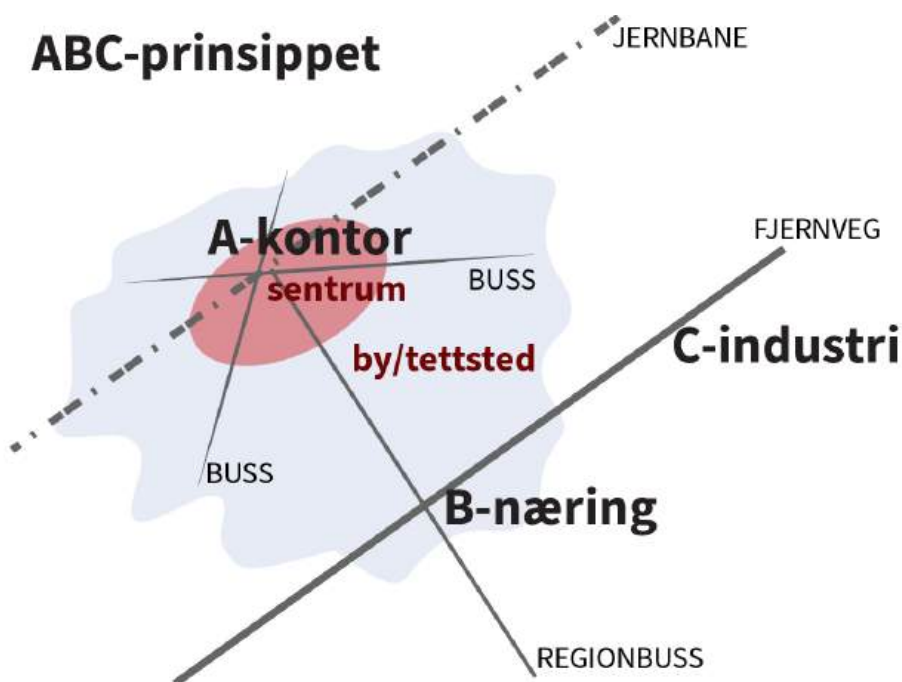 ABC-prinsippet
JERNBANE
A-kontor
FJERNVEG
BUSS
sentrum
C-industri
by/tettsted
BUSS
B-næring
REGIONBUSS